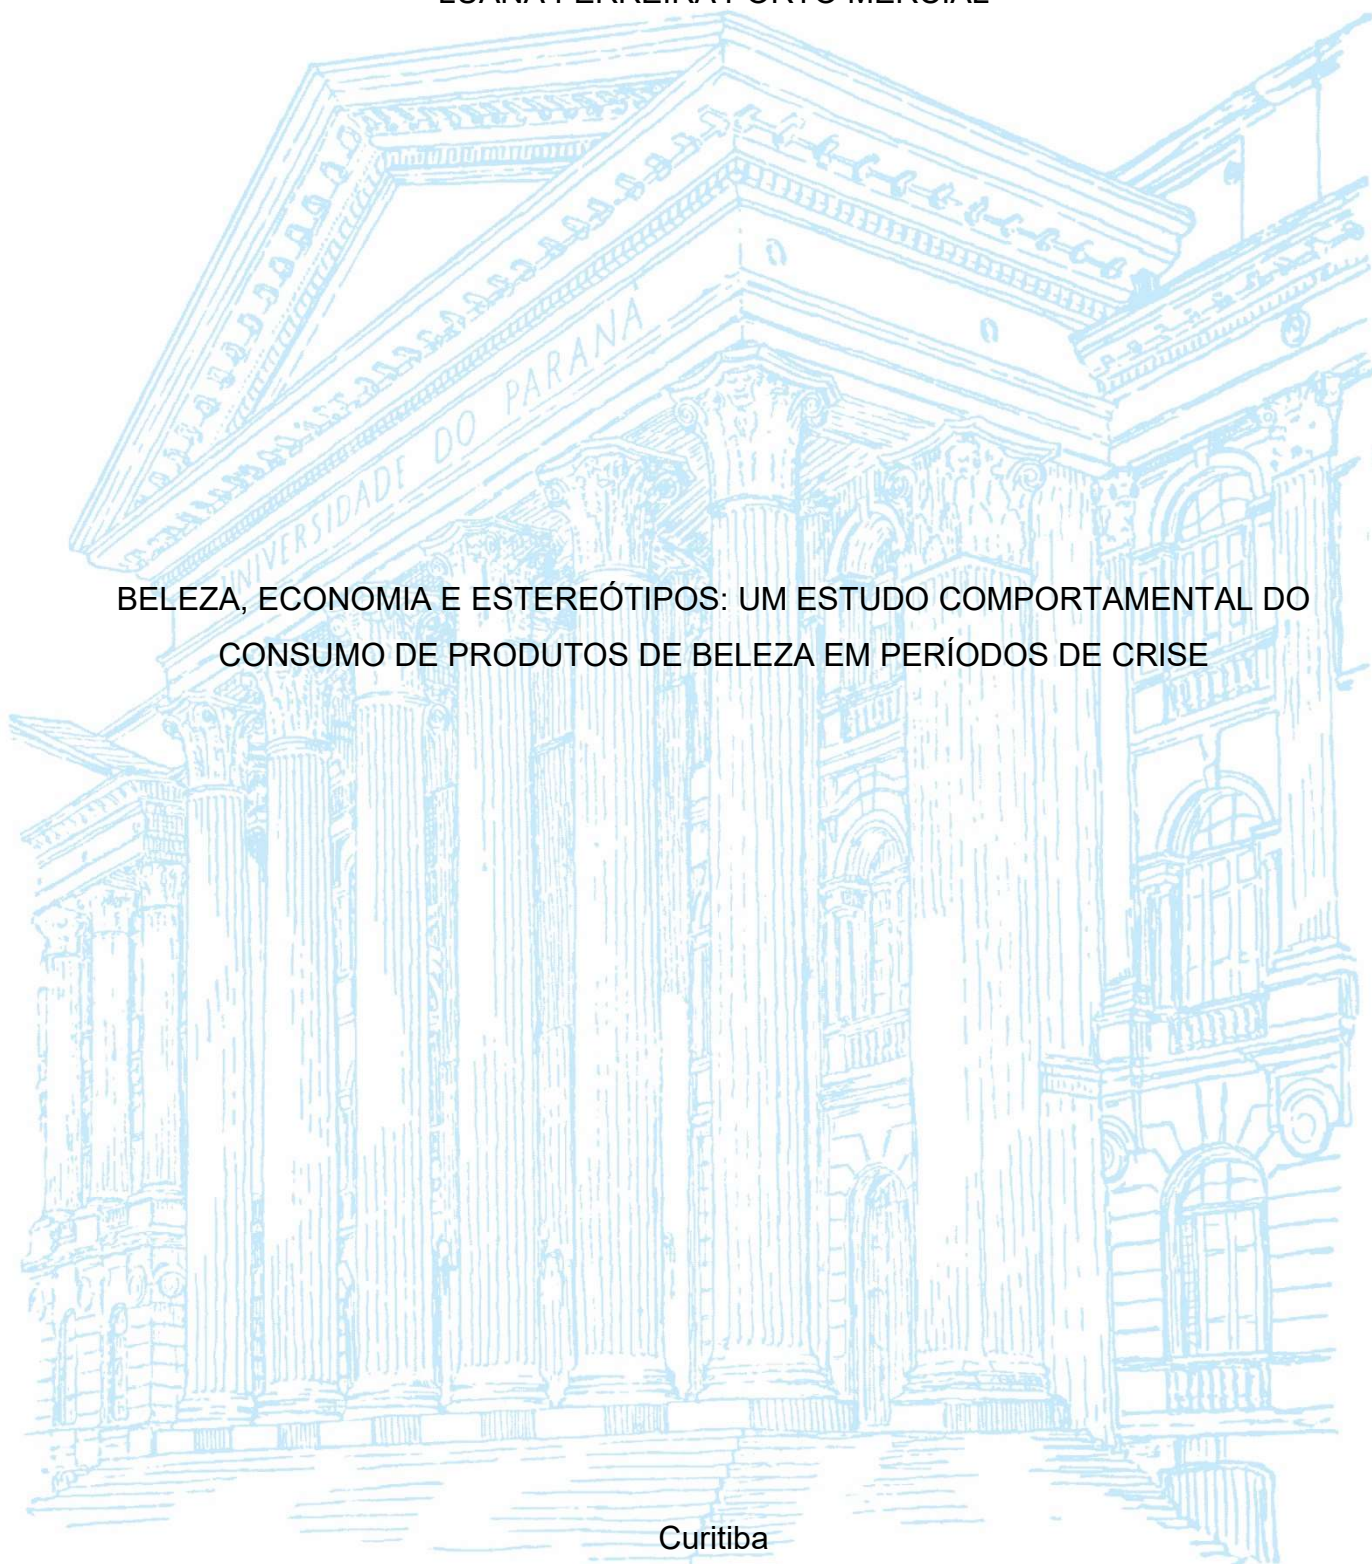 UNIVERSIDADE DO PARANÁ
BELEZA, ECONOMIA E ESTEREÓTIPOS: UM ESTUDO COMPORTAMENTAL DO
CONSUMO DE PRODUTOS DE BELEZA EM PERÍODOS DE CRISE
Curitiba